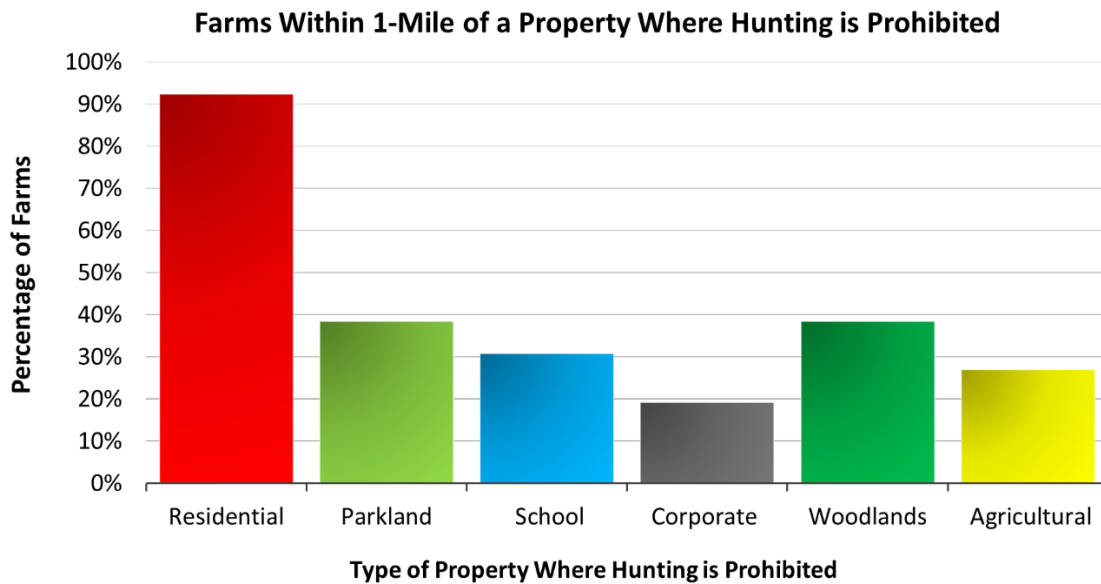 Farms Within 1-Mile of a Property Where Hunting is Prohibited
Percentage of Farms
100%
90%
80%
70%
60%
50%
40%
30%
20%
10%
0%
Residential
Parkland
School
Corporate
Woodlands
Agricultural
Type of Property Where Hunting is Prohibited